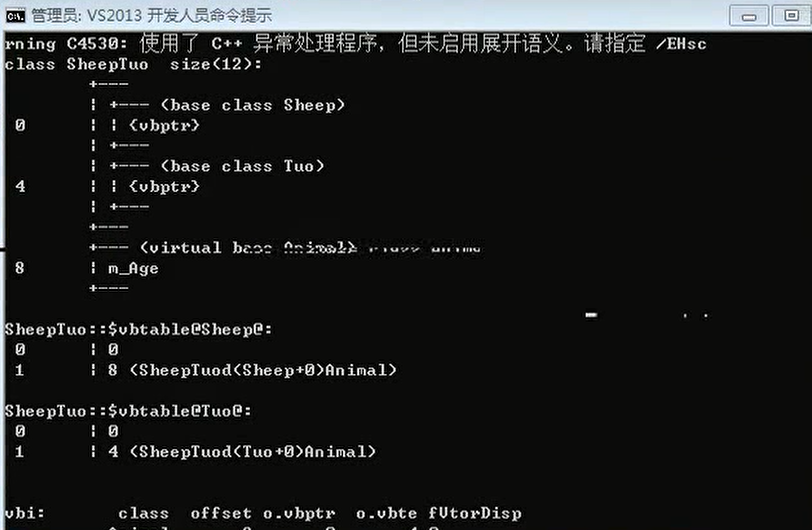 管理员: VS2013 开发人员命令提示
rning C4530: 使用了 C++ 异常处理程序，但未启用展开语义。请指定 /EHsc
class SheepTuo  size(12):
        +---
        | +--- (base class Sheep)
 0      | | {vbptr}
        | +---
        | +--- (base class Tuo)
 4      | | {vbptr}
        | +---
        +---
        +--- (virtual base Animal)
 8      | m_Age
        +---
SheepTuo::$vbtable@Sheep@:
 0      | 0
 1      | 8 (SheepTuod(Sheep+0)Animal)
SheepTuo::$vbtable@Tuo@:
 0      | 0
 1      | 4 (SheepTuod(Tuo+0)Animal)
vbi:       class  offset o.vbptr  o.vbte fVtorDisp